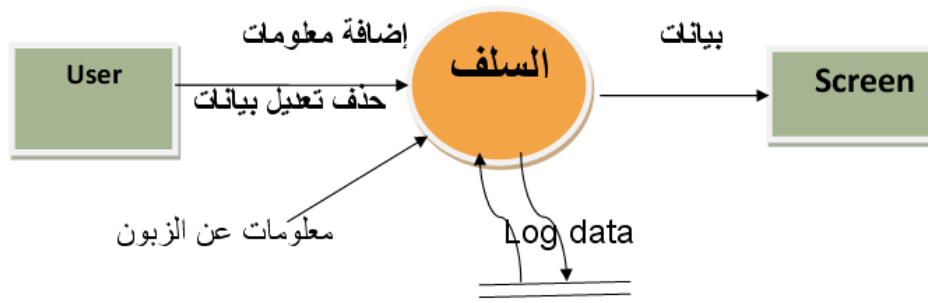 إضافة معلومات
بيانات
User
السلف
Screen
حذف تعديل بيانات
معلومات عن الزبون
Log data